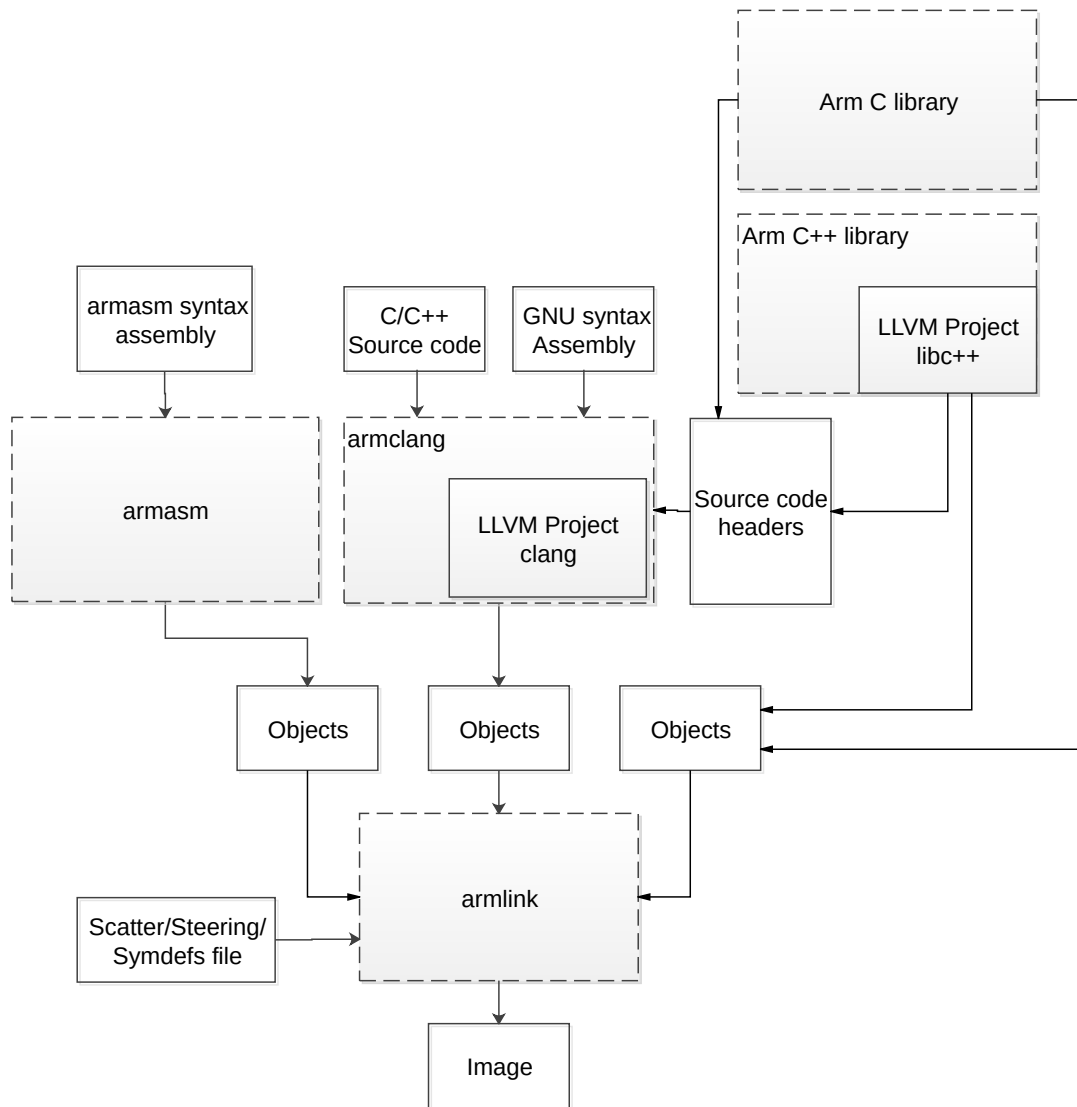 Arm C library
Arm C++ library
LLVM Project
libc++
armasm syntax
assembly
C/C++
Source code
GNU syntax
Assembly
armclang
armasm
LLVM Project
clang
Source code
headers
Objects
Objects
Objects
armlink
Scatter/Steering/
Symdefs file
Image